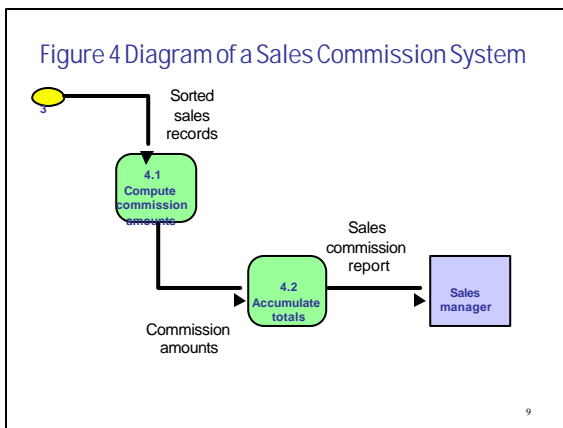 Figure 4 Diagram of a Sales Commission System
3
Sorted
sales
records
4.1
Compute
commission
amounts
Sales
commission
report
4.2
Accumulate
totals
Sales
manager
Commission
amounts
9